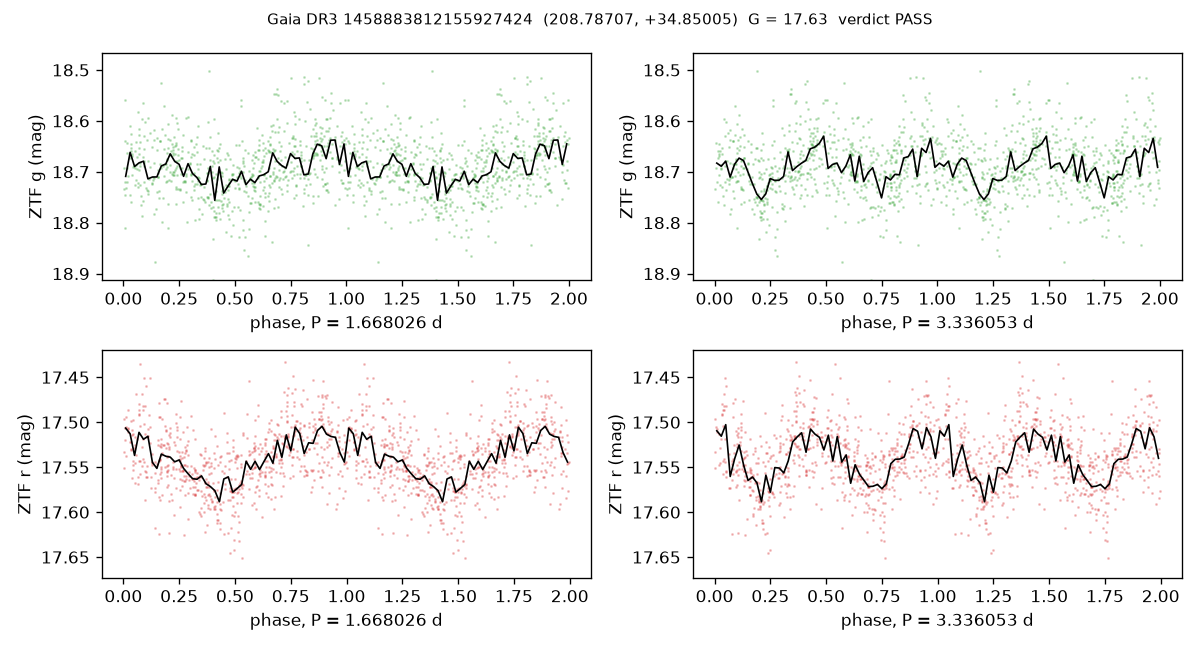 Gaia DR3 1458883812155927424  (208.78707, +34.85005)  G = 17.63  verdict PASS
ZTF g (mag)
18.5
18.6
18.7
18.8
18.9
0.00 0.25 0.50 0.75 1.00 1.25 1.50 1.75 2.00
phase, P = 1.668026 d
ZTF g (mag)
18.5
18.6
18.7
18.8
18.9
0.00 0.25 0.50 0.75 1.00 1.25 1.50 1.75 2.00
phase, P = 3.336053 d
ZTF r (mag)
17.45
17.50
17.55
17.60
17.65
0.00 0.25 0.50 0.75 1.00 1.25 1.50 1.75 2.00
phase, P = 1.668026 d
ZTF r (mag)
17.45
17.50
17.55
17.60
17.65
0.00 0.25 0.50 0.75 1.00 1.25 1.50 1.75 2.00
phase, P = 3.336053 d